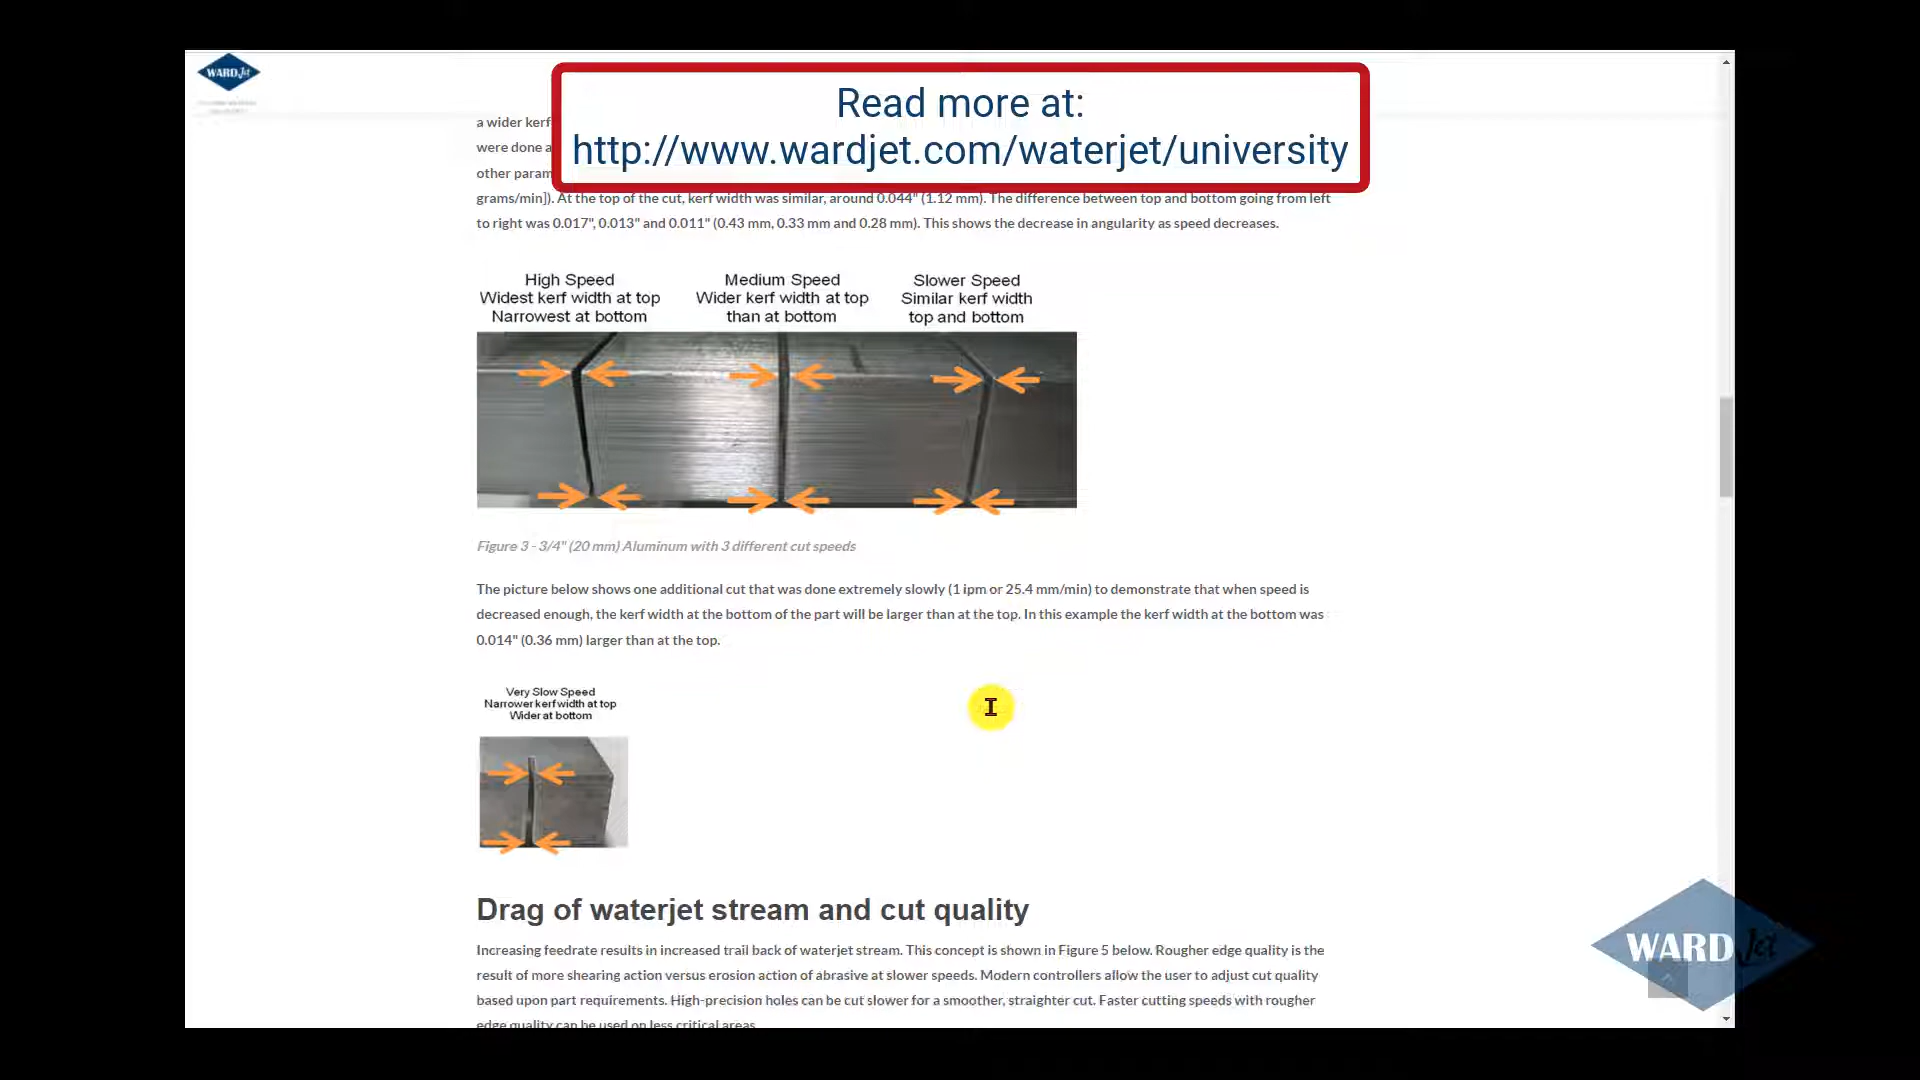 WARDJet
Read more at:
http://www.wardjet.com/waterjet/university
a wider kerf
were done a
other param
grams/min]). At the top of the cut, kerf width was similar, around 0.044" (1.12 mm). The difference between top and bottom going from left
to right was 0.017", 0.013" and 0.011" (0.43 mm, 0.33 mm and 0.28 mm). This shows the decrease in angularity as speed decreases.
High Speed
Widest kerf width at top
Narrowest at bottom
Medium Speed
Wider kerf width at top
than at bottom
Slower Speed
Similar kerf width
top and bottom
Figure 3 - 3/4" (20 mm) Aluminum with 3 different cut speeds
The picture below shows one additional cut that was done extremely slowly (1 ipm or 25.4 mm/min) to demonstrate that when speed is
decreased enough, the kerf width at the bottom of the part will be larger than at the top. In this example the kerf width at the bottom was
0.014" (0.36 mm) larger than at the top.
Very Slow Speed
Narrower kerf width at top
Wider at bottom
Drag of waterjet stream and cut quality
Increasing feedrate results in increased trail back of waterjet stream. This concept is shown in Figure 5 below. Rougher edge quality is the
result of more shearing action versus erosion action of abrasive at slower speeds. Modern controllers allow the user to adjust cut quality
based upon part requirements. High-precision holes can be cut slower for a smoother, straighter cut. Faster cutting speeds with rougher
edge quality can be used on less critical areas.
WARDJet